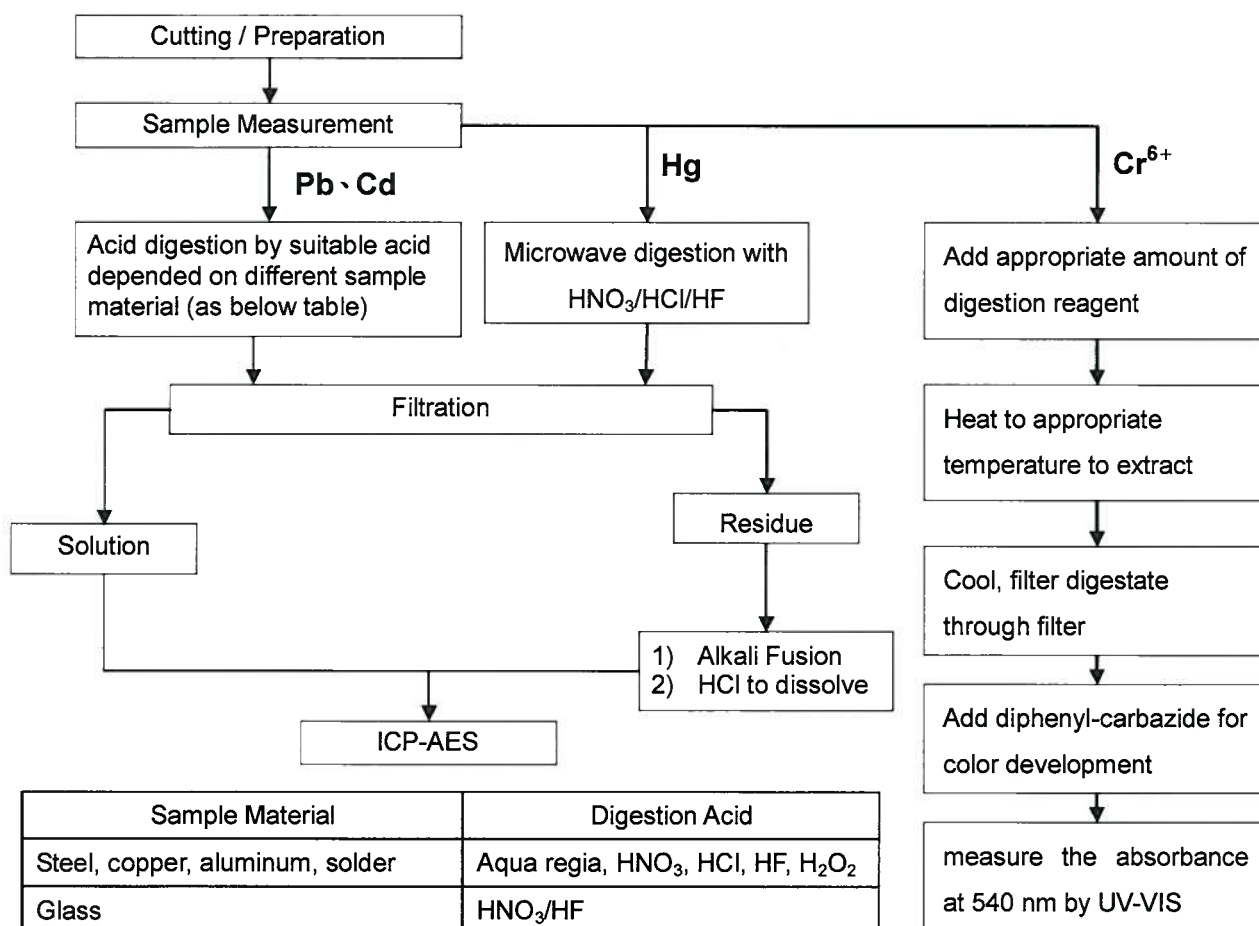 Cutting / Preparation
Sample Measurement
Pb、Cd
Hg
Cr⁶⁺
Acid digestion by suitable acid
depended on different sample
material (as below table)
Microwave digestion with
HNO₃/HCl/HF
Add appropriate amount of
digestion reagent
Filtration
Heat to appropriate
temperature to extract
Solution
Residue
Cool, filter digestate
through filter
1) Alkali Fusion
2) HCl to dissolve
ICP-AES
Add diphenyl-carbazide for
color development
measure the absorbance
at 540 nm by UV-VIS
Sample Material Digestion Acid
Steel, copper, aluminum, solder Aqua regia, HNO₃, HCl, HF, H₂O₂
Glass HNO₃/HF